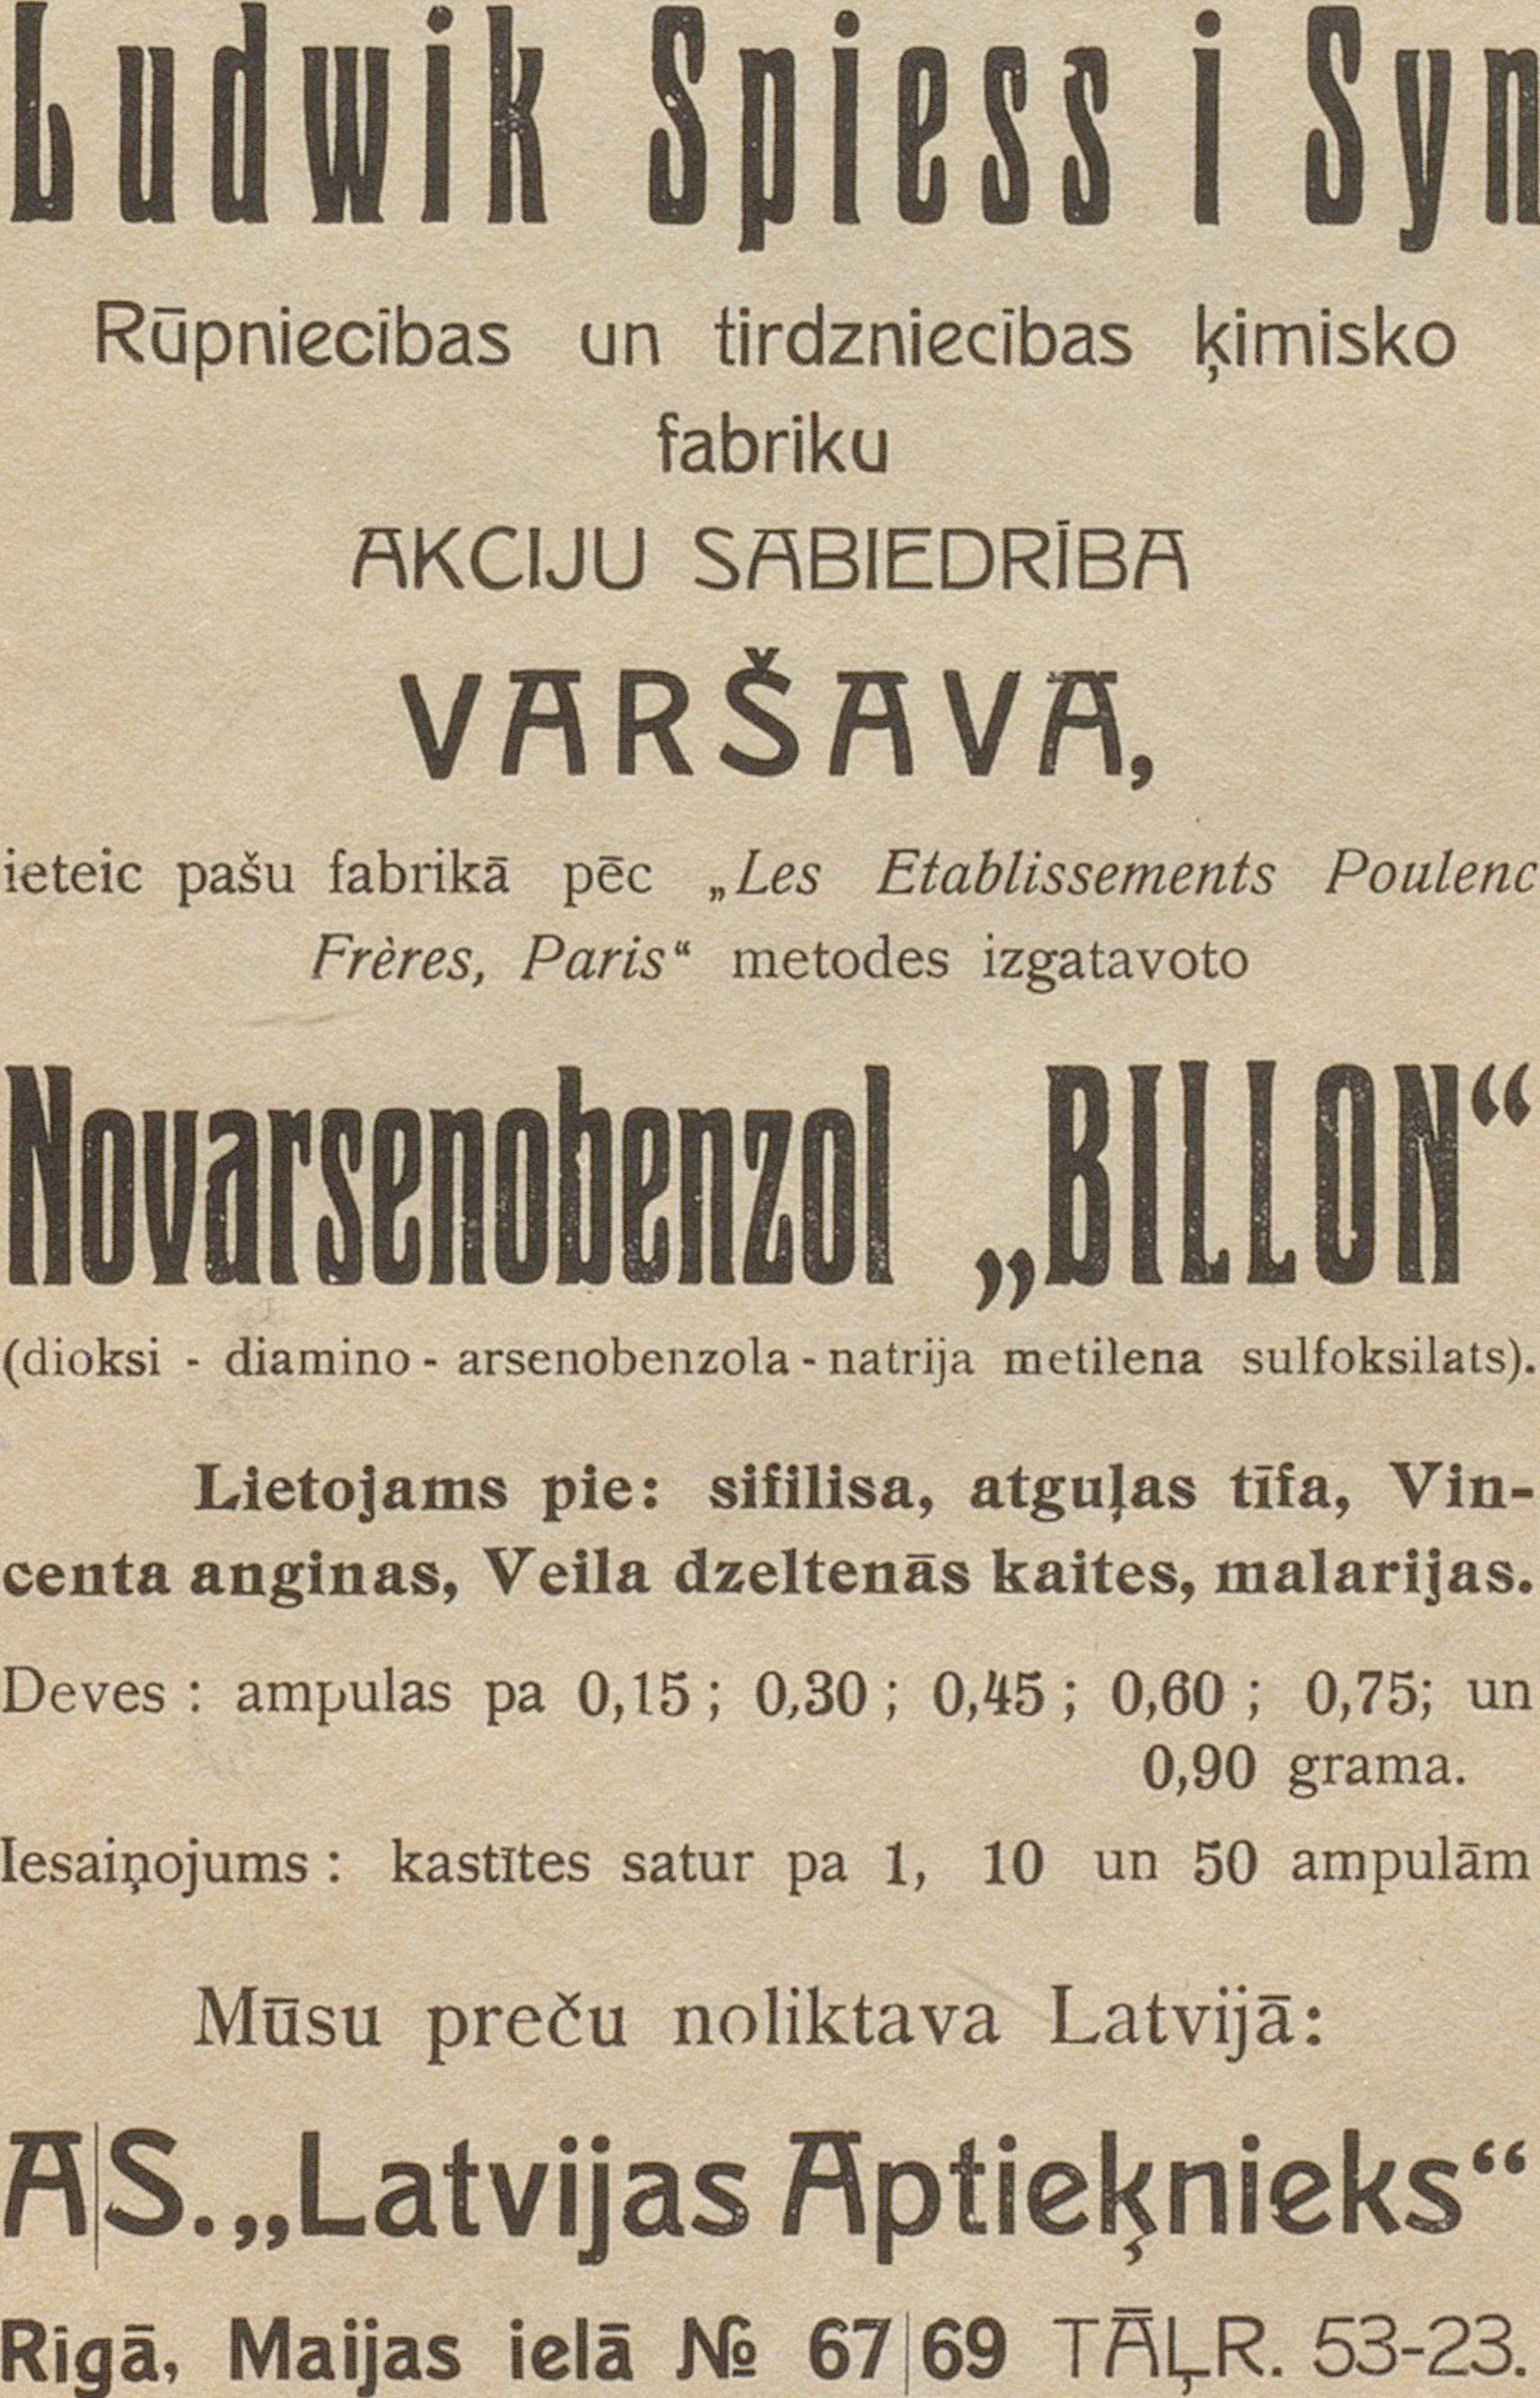 Ludwik Spiess i Syn
Rūpniecības un tirdzniecības ķimisko
fabriku
AKCIJU SABIEDRĪBA
VARŠAVA,
ieteic pašu fabrikā pēc „Les Etablissements Poulenc
Frères, Paris“ metodes izgatavoto
Novarsenobenzol „BILLON“
(dioksi - diamino - arsenobenzola - natrija metilena sulfoksilats).
Lietojams pie: sifilisa, atguļas tīfa, Vin-
centa anginas, Veila dzeltenās kaites, malarijas.
Deves : ampulas pa 0,15 ; 0,30 ; 0,45 ; 0,60 ; 0,75; un
0,90 grama.
Iesaiņojums : kastītes satur pa 1, 10 un 50 ampulām
Mūsu preču noliktava Latvijā:
A|S. „Latvijas Aptieķnieks“
Rīgā, Maijas ielā № 67|69 TĀĻR. 53-23.